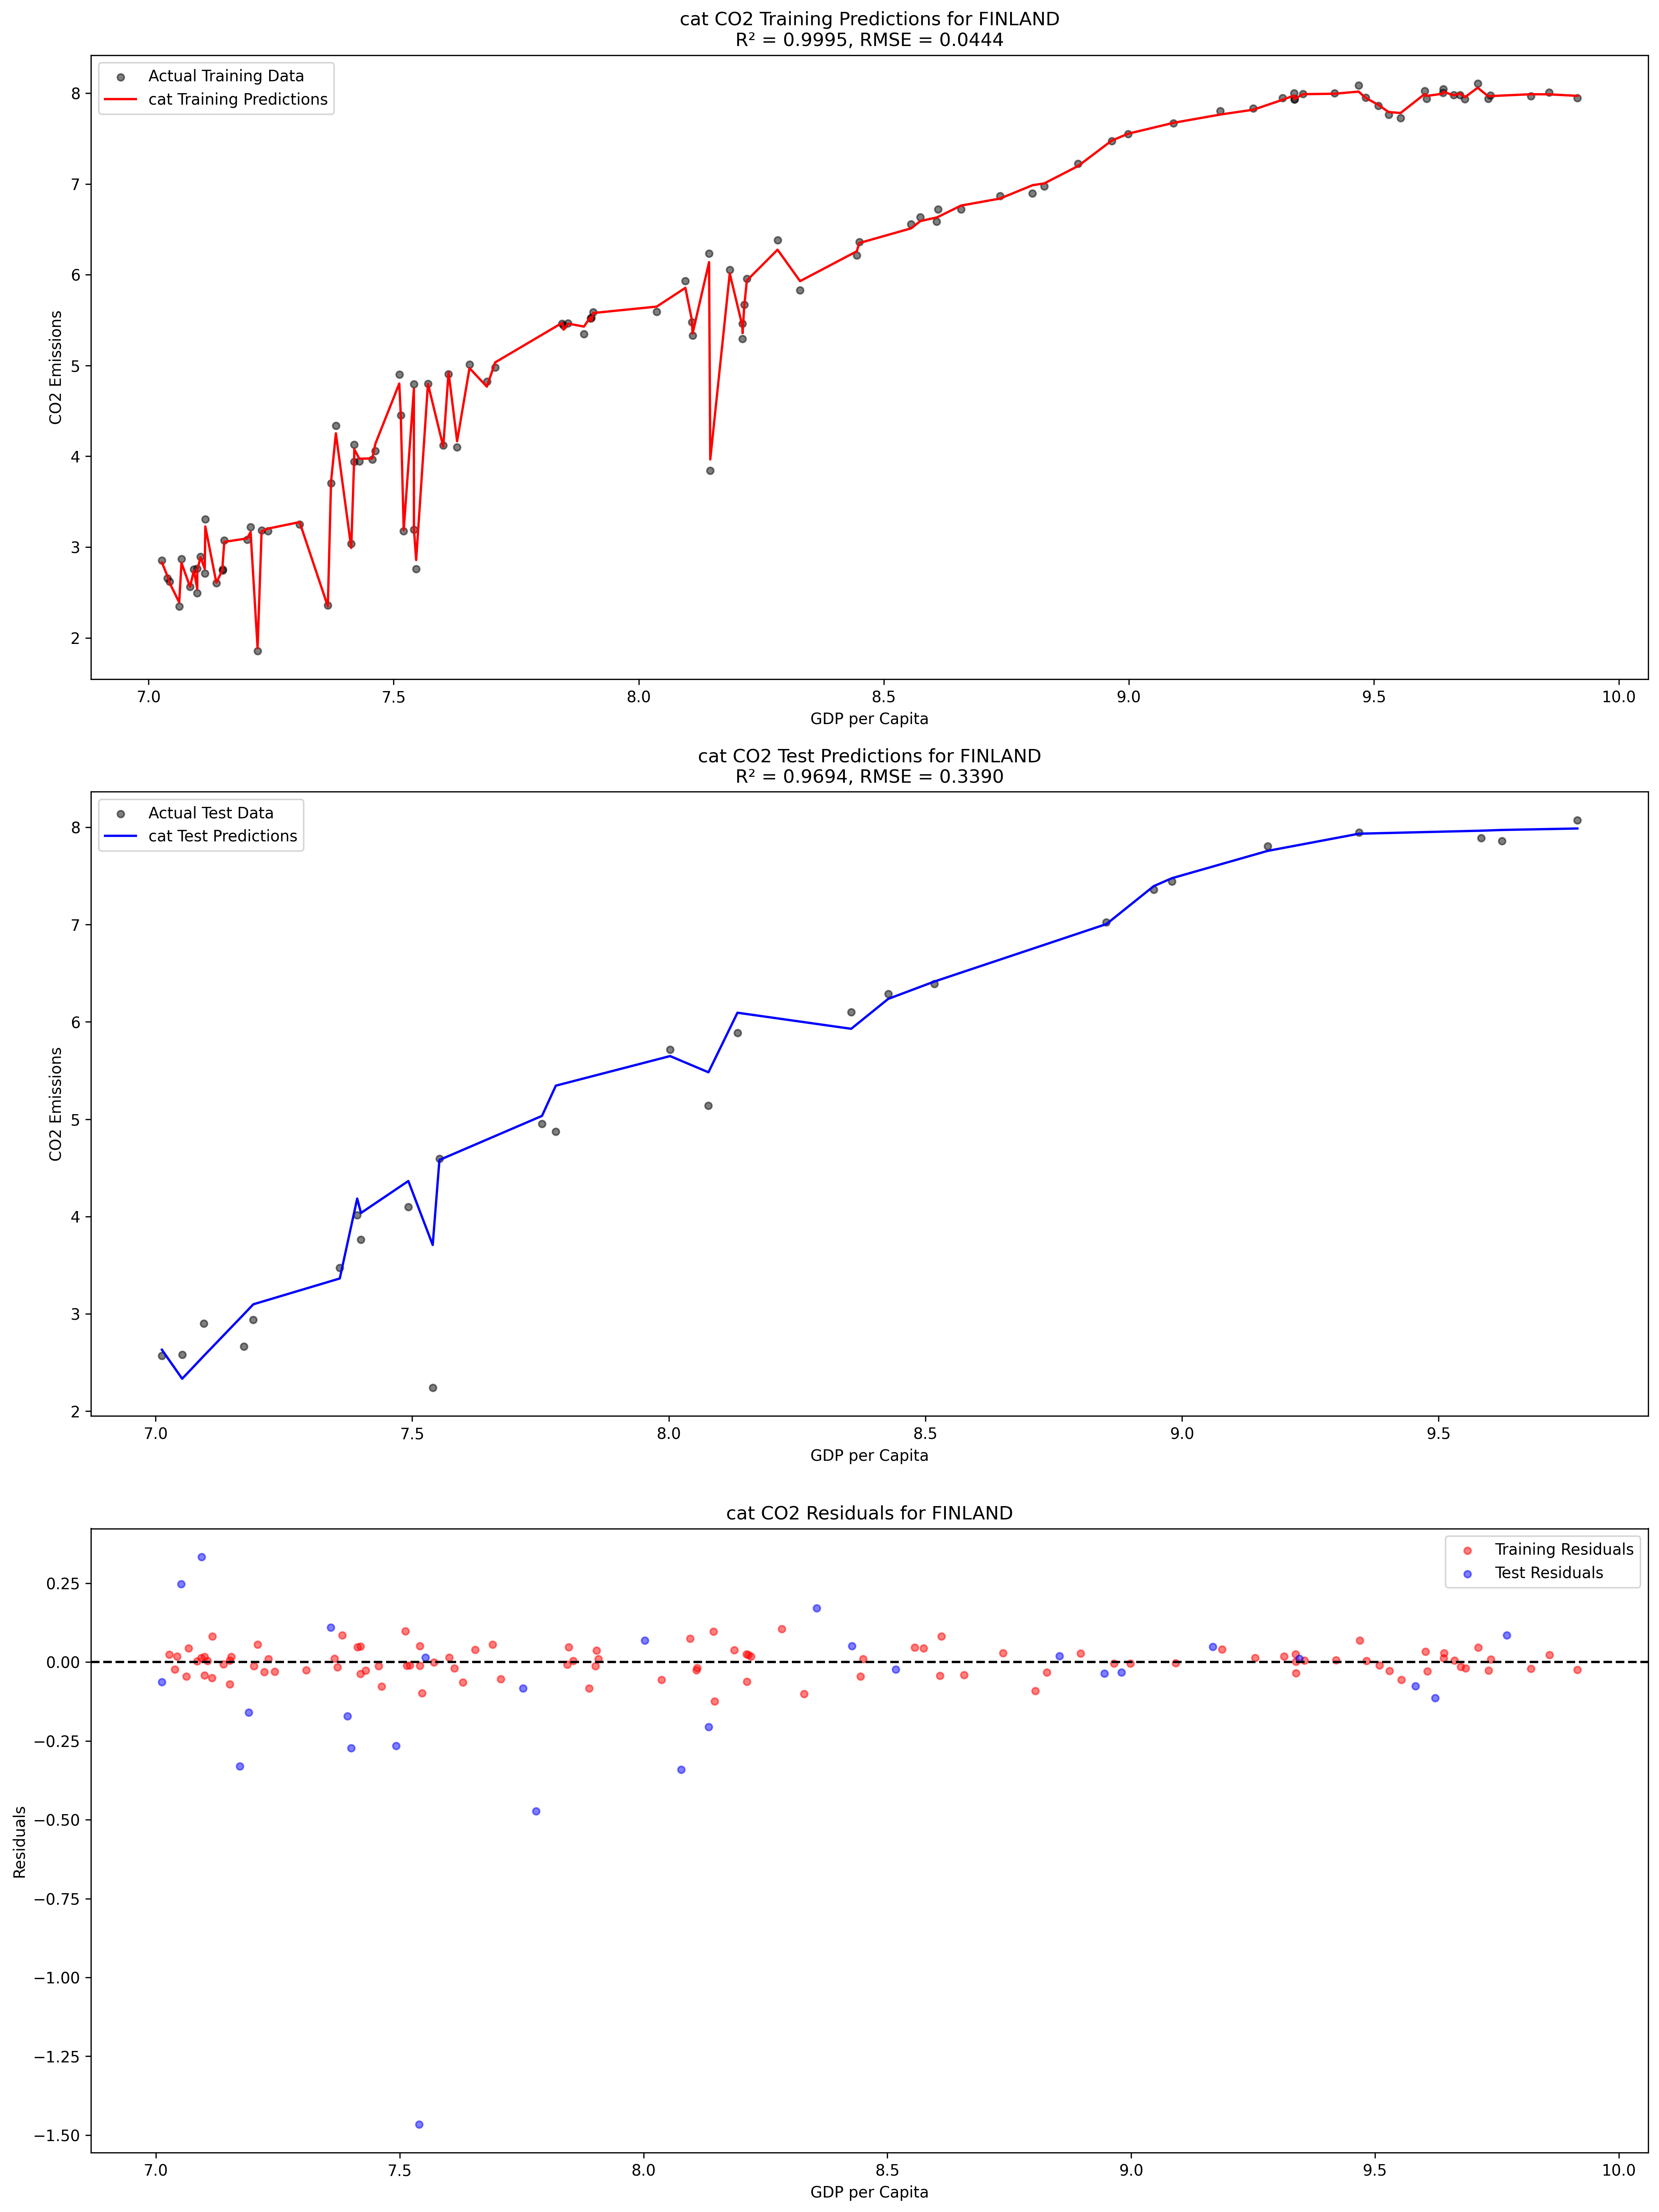 cat CO2 Training Predictions for FINLAND
R² = 0.9995, RMSE = 0.0444
Actual Training Data
cat Training Predictions
8
7
6
5
4
3
2
CO2 Emissions
7.0 7.5 8.0 8.5 9.0 9.5 10.0
GDP per Capita
cat CO2 Test Predictions for FINLAND
R² = 0.9694, RMSE = 0.3390
Actual Test Data
cat Test Predictions
8
7
6
5
4
3
2
CO2 Emissions
7.0 7.5 8.0 8.5 9.0 9.5
GDP per Capita
cat CO2 Residuals for FINLAND
Training Residuals
Test Residuals
0.25
0.00
−0.25
−0.50
−0.75
−1.00
−1.25
−1.50
Residuals
7.0 7.5 8.0 8.5 9.0 9.5 10.0
GDP per Capita